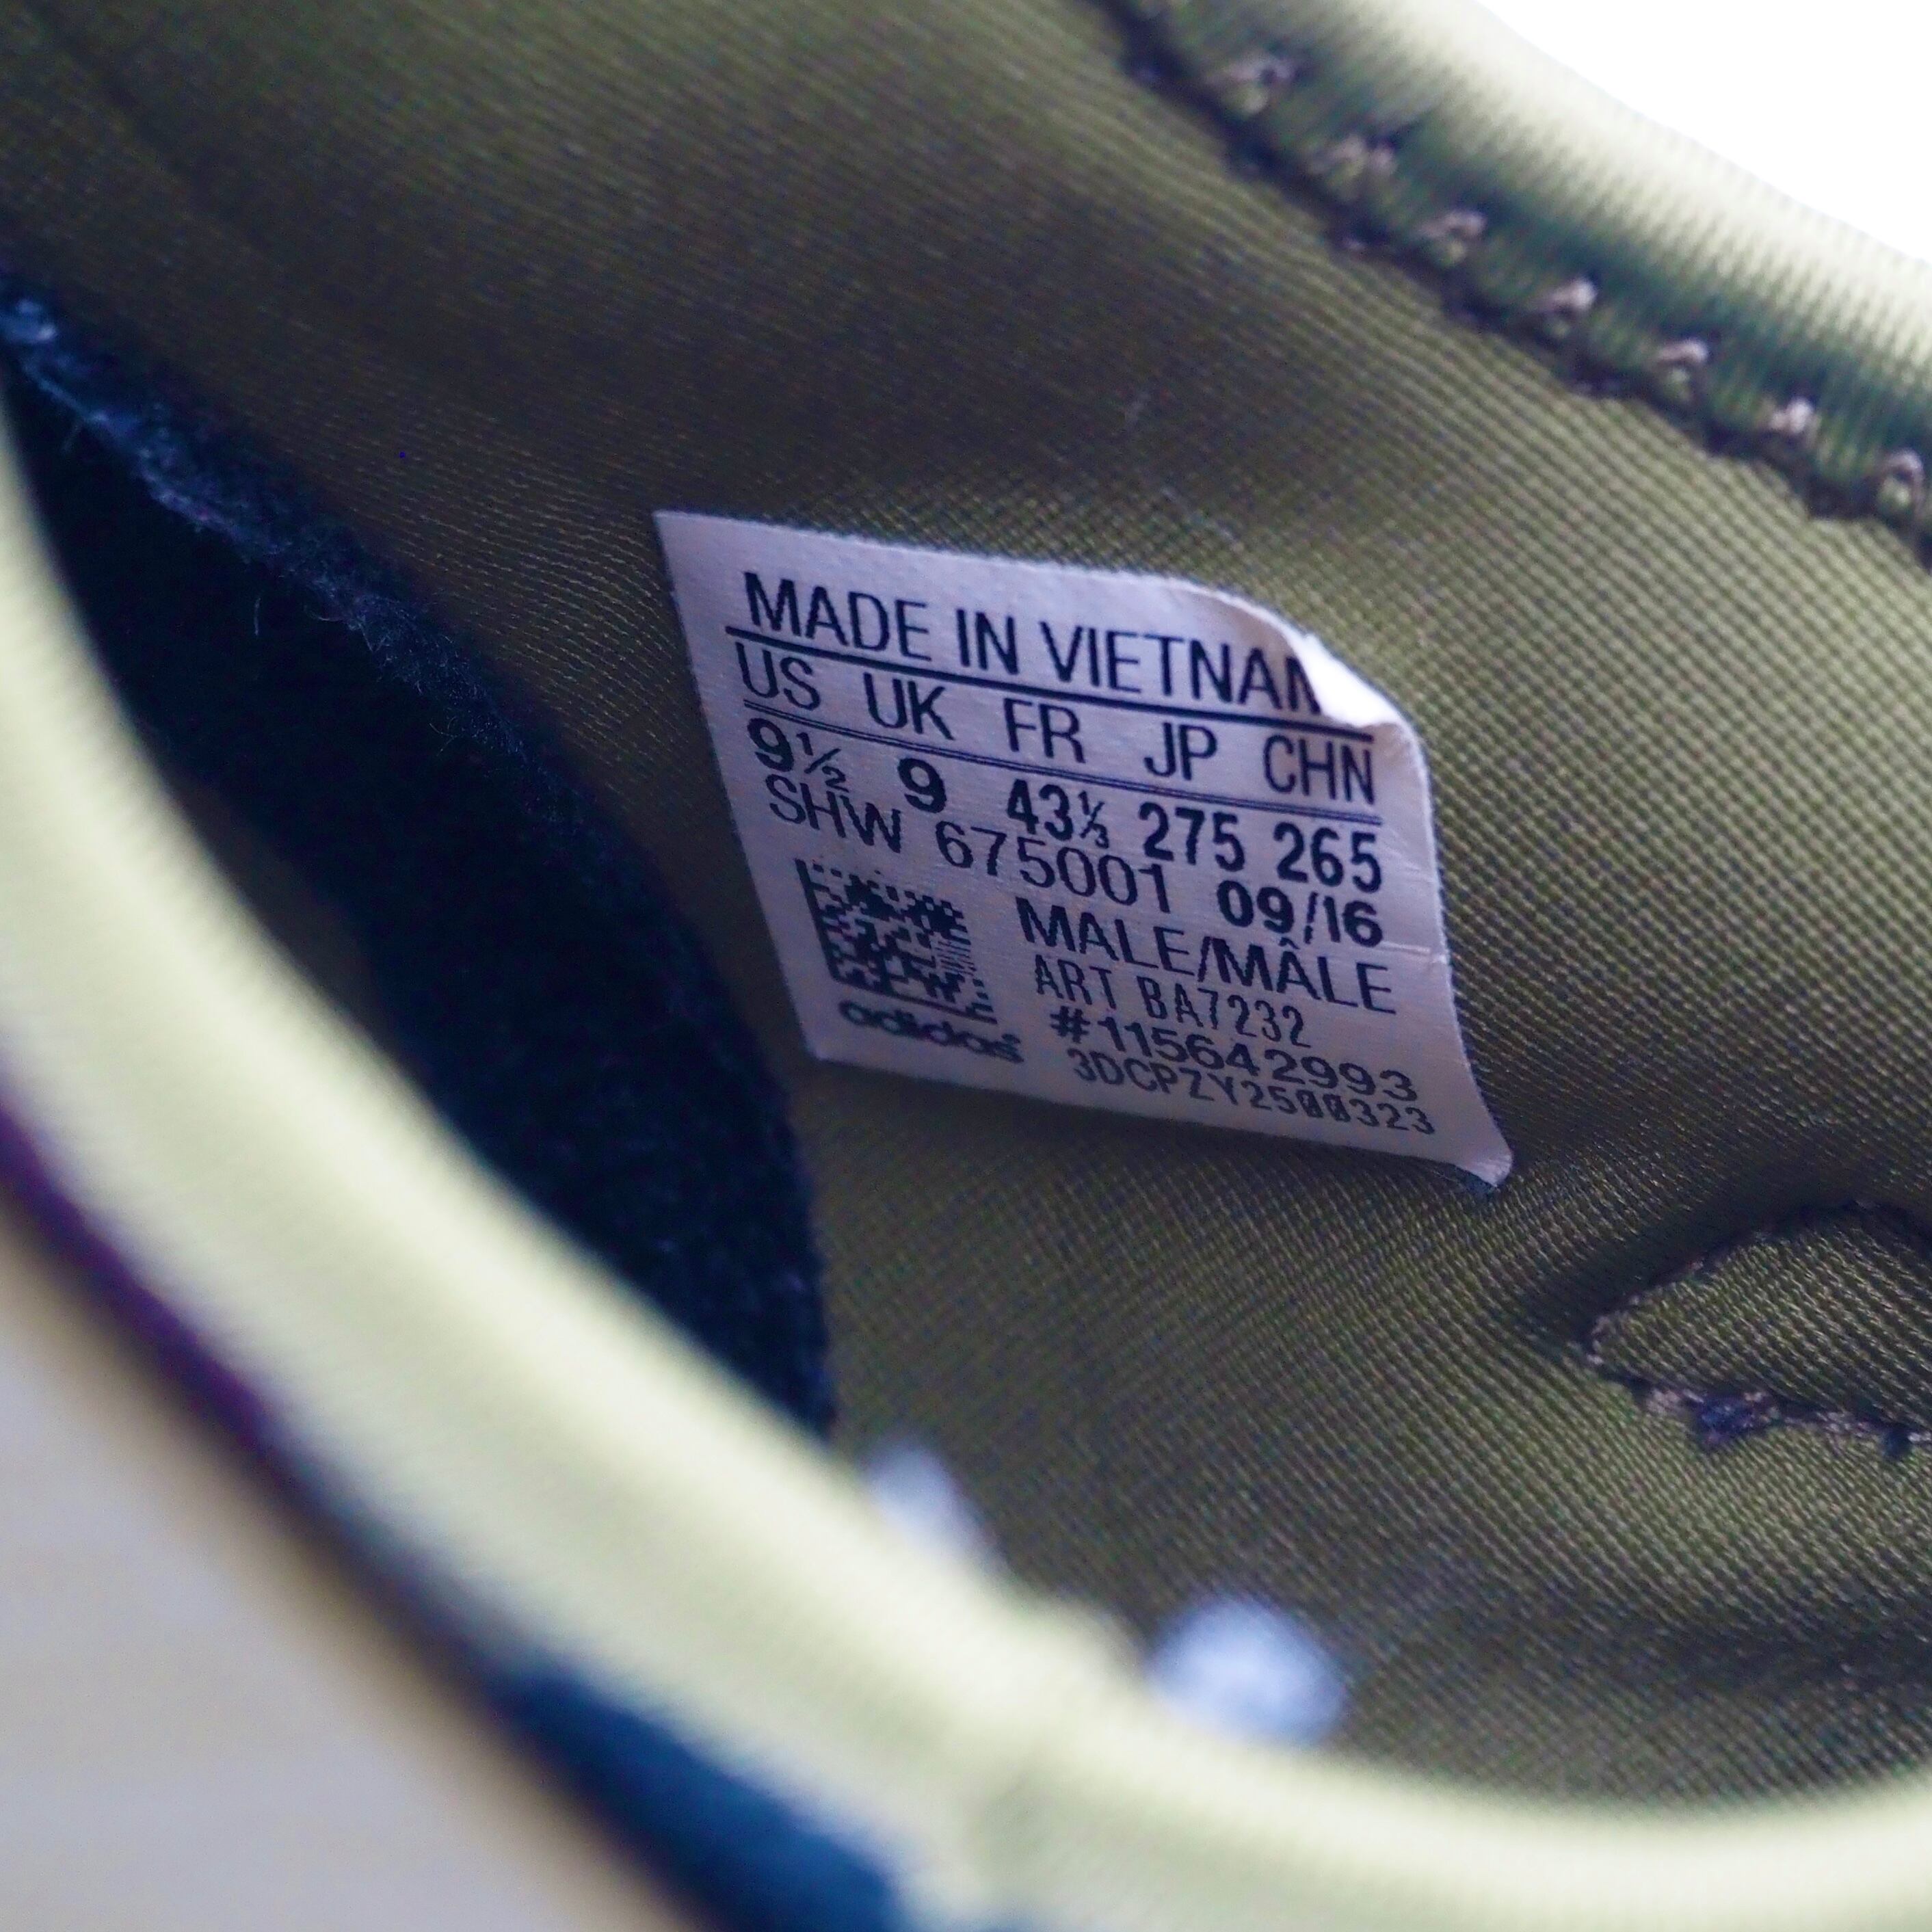 MADE IN VIETNAM
US UK FR JP CHN
9½ 9 43⅓ 275 265
SHW 675001 09/16
MALE/MÂLE
ART BA7232
#115642993
3DCPZY2500323
adidas